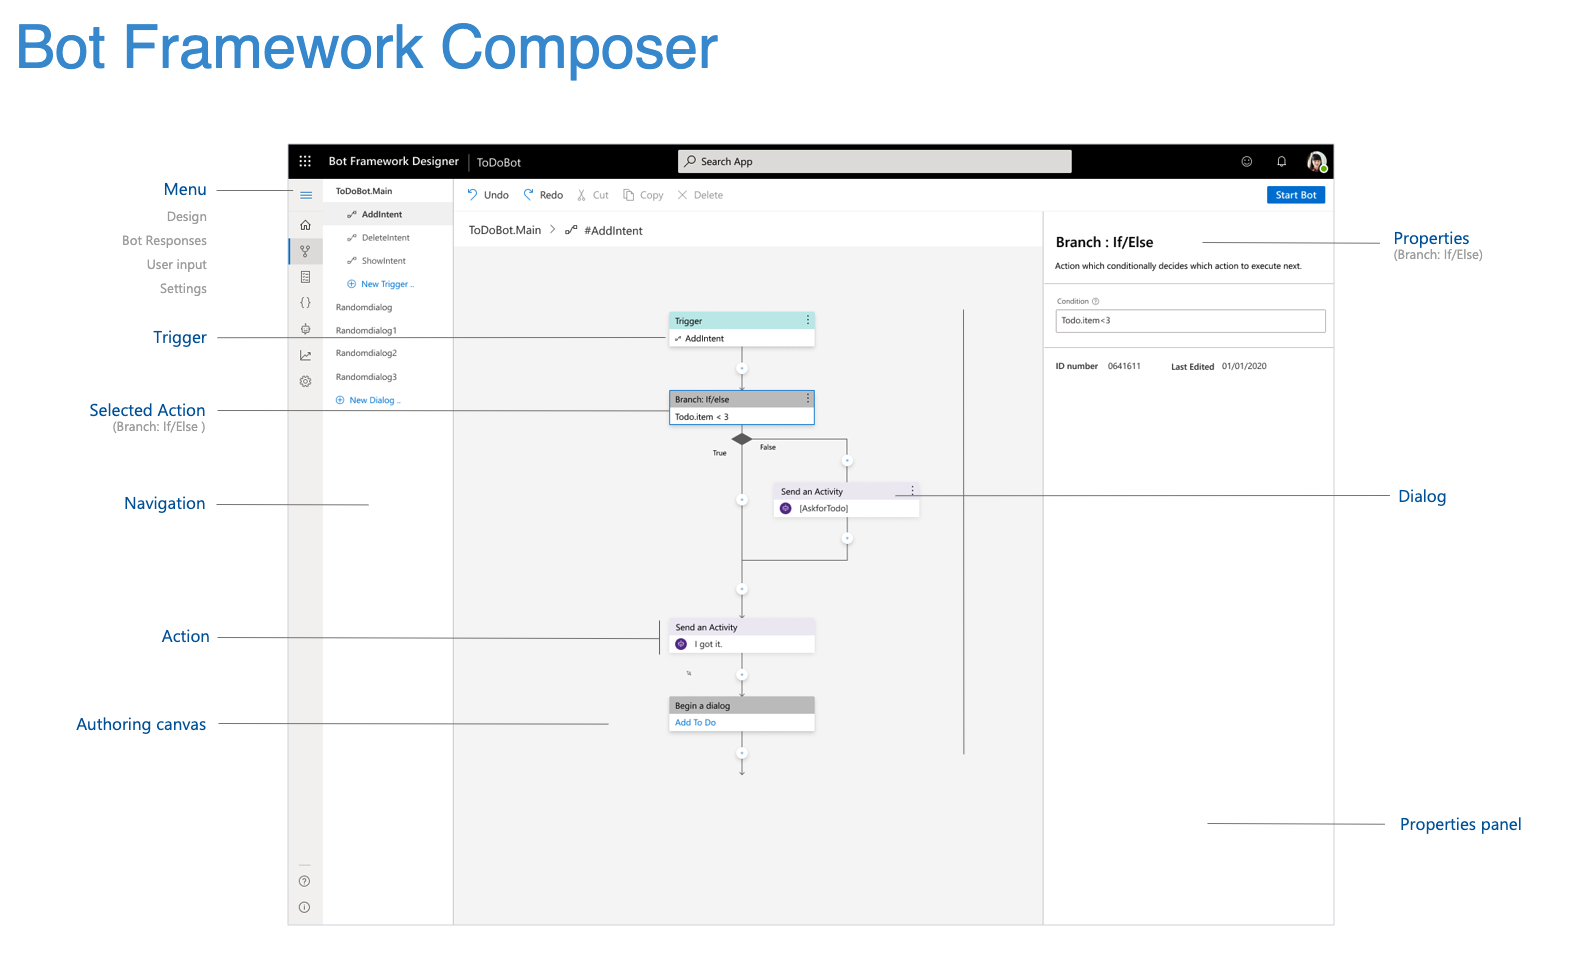 Bot Framework Composer
Bot Framework Designer
ToDoBot
Search App
Menu
Design
Bot Responses
User input
Settings
Trigger
Selected Action
(Branch: If/Else )
Navigation
Action
Authoring canvas
ToDoBot.Main
AddIntent
DeleteIntent
ShowIntent
New Trigger ..
Randomdialog
Randomdialog1
Randomdialog2
Randomdialog3
New Dialog ..
Undo
Redo
Cut
Copy
Delete
Start Bot
ToDoBot.Main > #AddIntent
Trigger
AddIntent
Branch: If/else
Todo.item < 3
True
False
Send an Activity
[AskforTodo]
Send an Activity
I got it.
Begin a dialog
Add To Do
Branch : If/Else
Action which conditionally decides which action to execute next.
Condition
Todo.item<3
ID number 0641611
Last Edited 01/01/2020
Properties
(Branch: If/Else)
Dialog
Properties panel